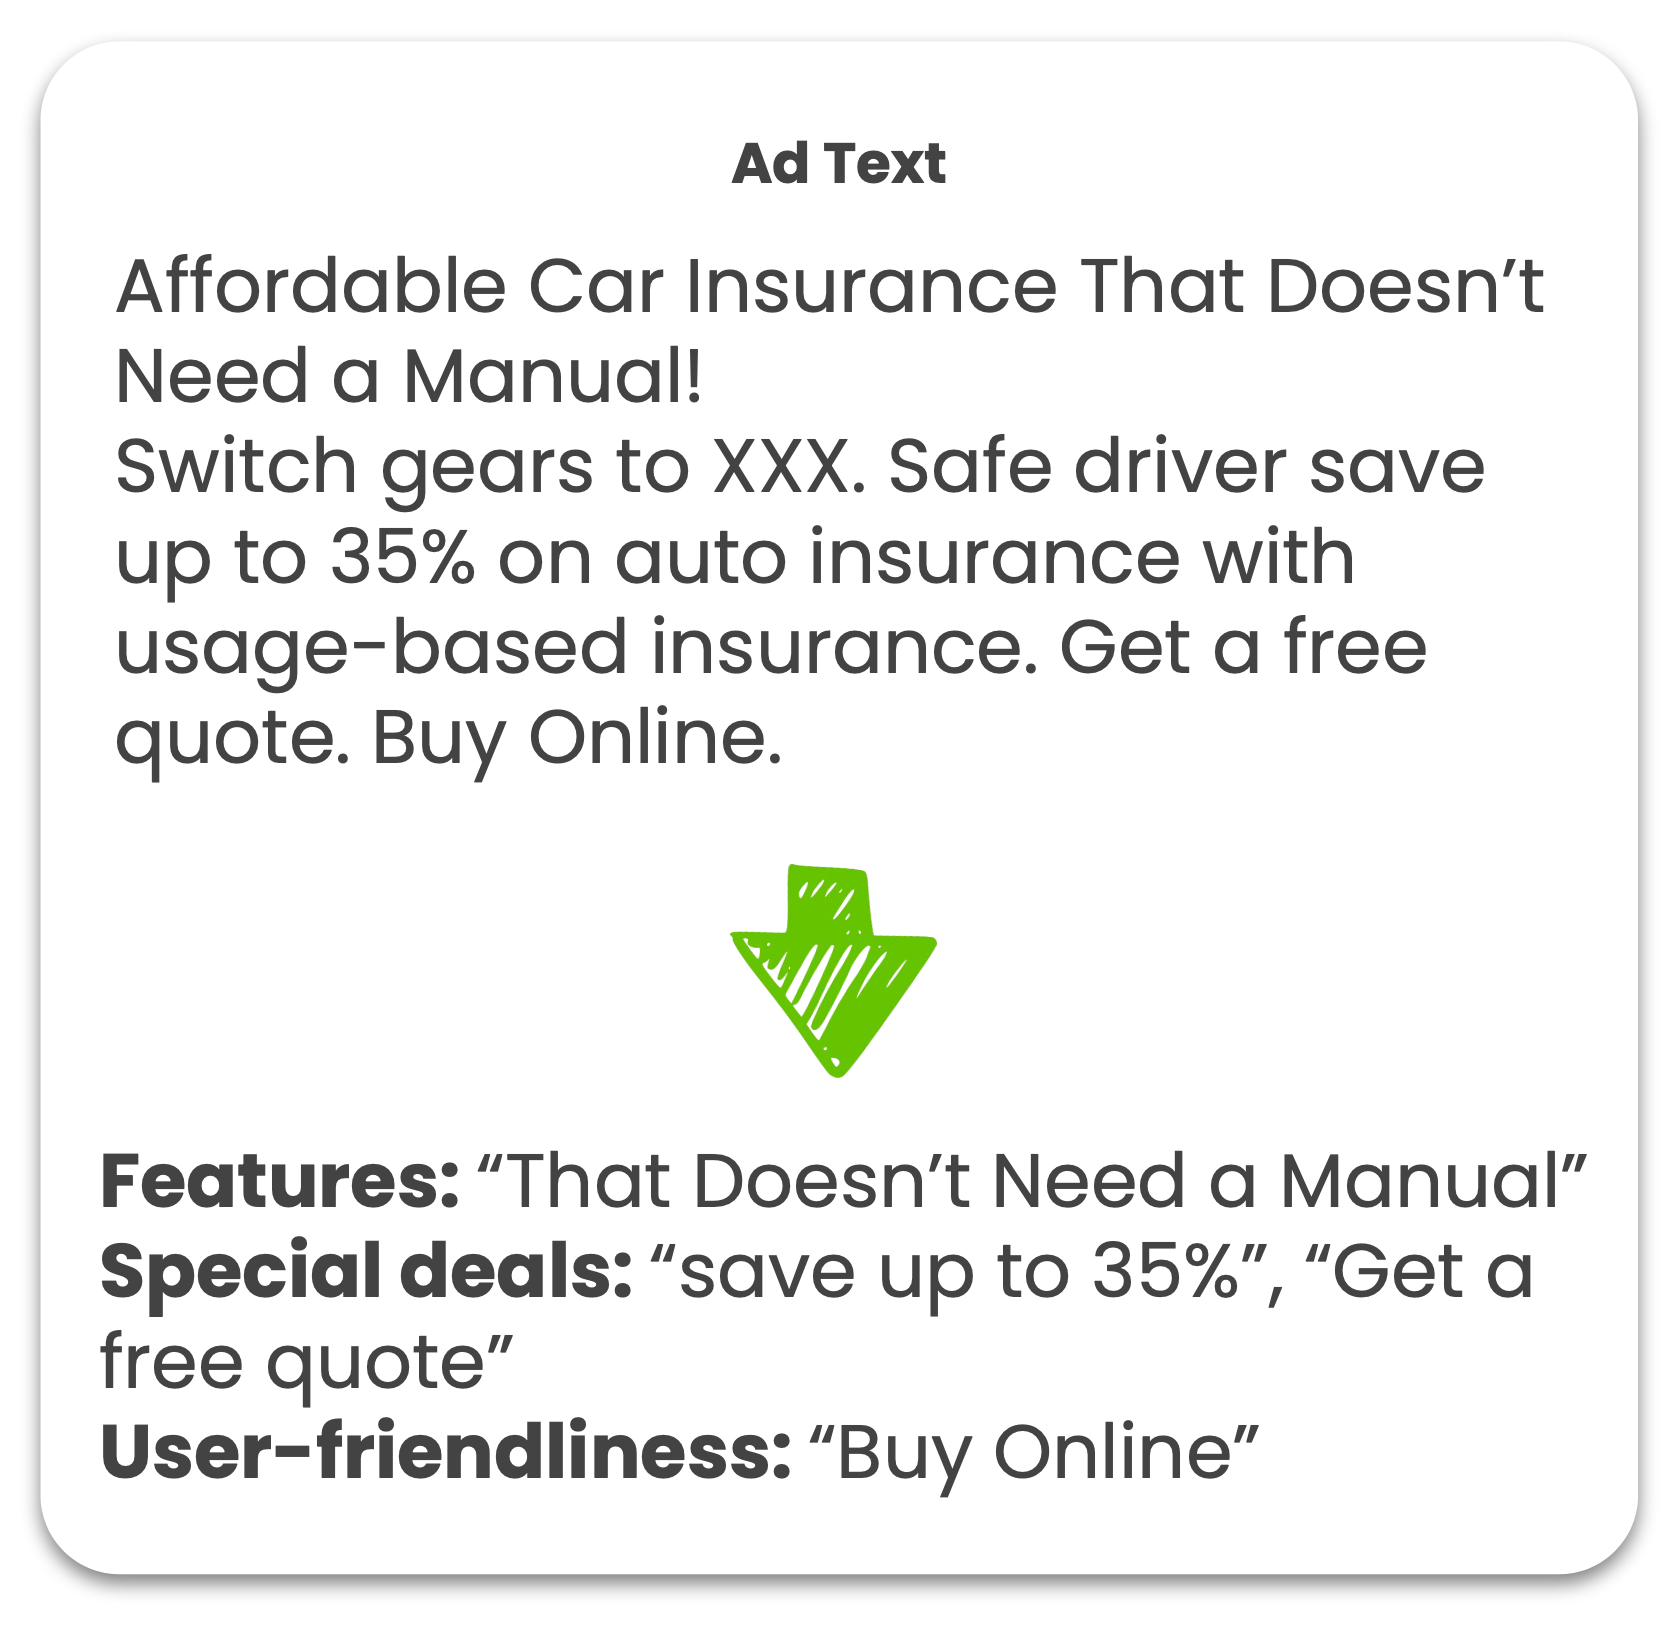 Ad Text
Affordable Car Insurance That Doesn’t
Need a Manual!
Switch gears to XXX. Safe driver save
up to 35% on auto insurance with
usage-based insurance. Get a free
quote. Buy Online.
Features: “That Doesn’t Need a Manual”
Special deals: “save up to 35%”, “Get a
free quote”
User-friendliness: “Buy Online”